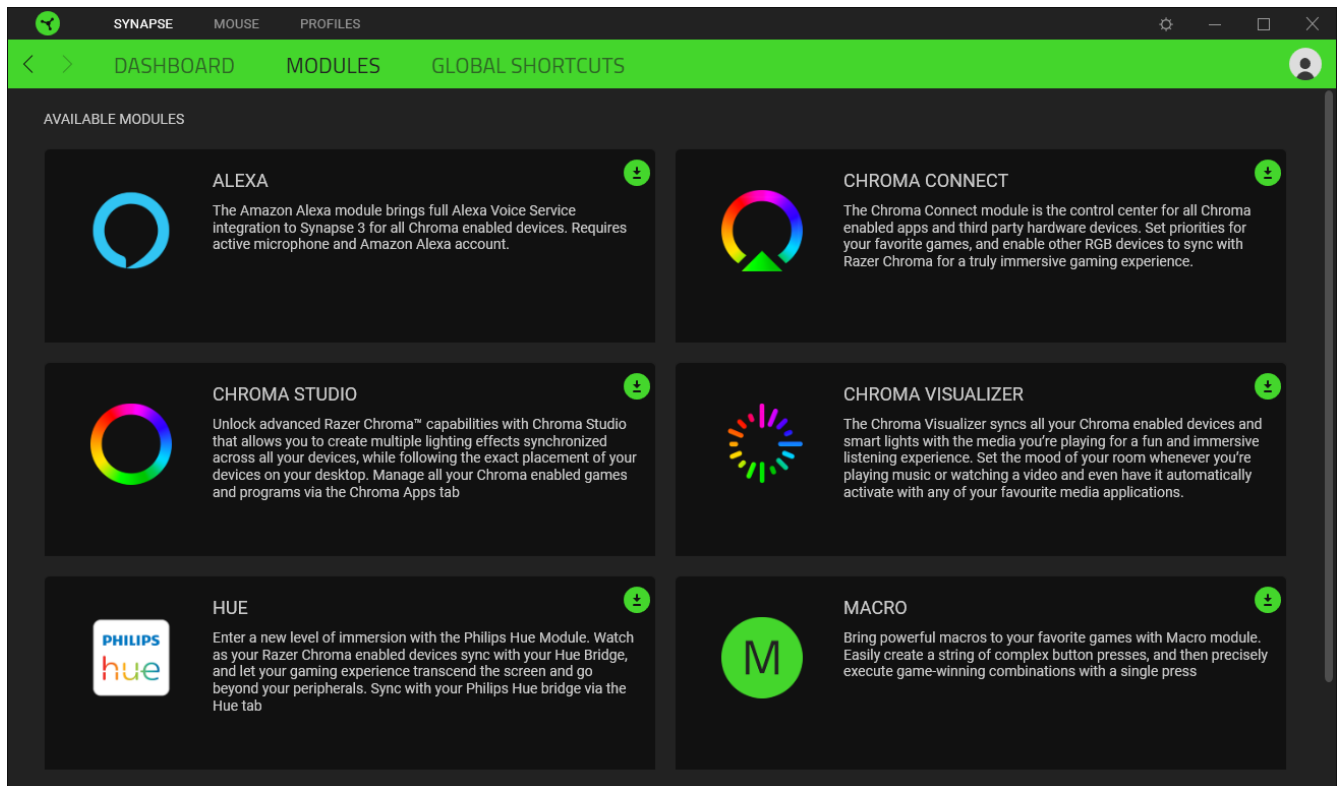 SYNAPSE MOUSE PROFILES
DASHBOARD MODULES GLOBAL SHORTCUTS
AVAILABLE MODULES
ALEXA
The Amazon Alexa module brings full Alexa Voice Service
integration to Synapse 3 for all Chroma enabled devices. Requires
active microphone and Amazon Alexa account.
CHROMA CONNECT
The Chroma Connect module is the control center for all Chroma
enabled apps and third party hardware devices. Set priorities for
your favorite games, and enable other RGB devices to sync with
Razer Chroma for a truly immersive gaming experience.
CHROMA STUDIO
Unlock advanced Razer Chroma™ capabilities with Chroma Studio
that allows you to create multiple lighting effects synchronized
across all your devices, while following the exact placement of your
devices on your desktop. Manage all your Chroma enabled games
and programs via the Chroma Apps tab
CHROMA VISUALIZER
The Chroma Visualizer syncs all your Chroma enabled devices and
smart lights with the media you're playing for a fun and immersive
listening experience. Set the mood of your room whenever you're
playing music or watching a video and even have it automatically
activate with any of your favourite media applications.
PHILIPS
hue
HUE
Enter a new level of immersion with the Philips Hue Module. Watch
as your Razer Chroma enabled devices sync with your Hue Bridge,
and let your gaming experience transcend the screen and go
beyond your peripherals. Sync with your Philips Hue bridge via the
Hue tab
M
MACRO
Bring powerful macros to your favorite games with Macro module.
Easily create a string of complex button presses, and then precisely
execute game-winning combinations with a single press